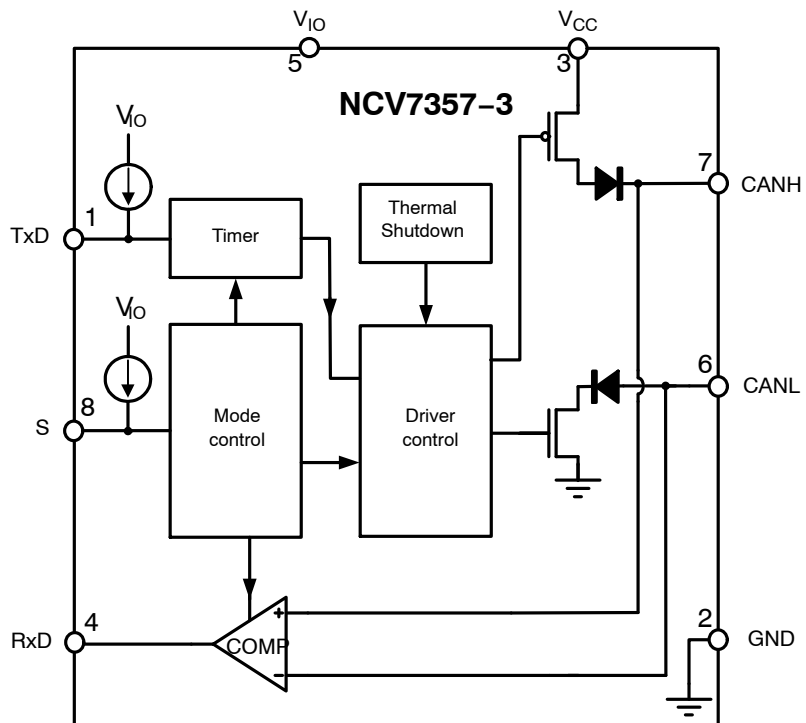 VIO
VCC
5
3
NCV7357−3
VIO
7
CANH
1
TxD
Timer
Thermal
Shutdown
VIO
6
CANL
8
S
Mode
control
Driver
control
+
4
RxD
COMP
−
2
GND